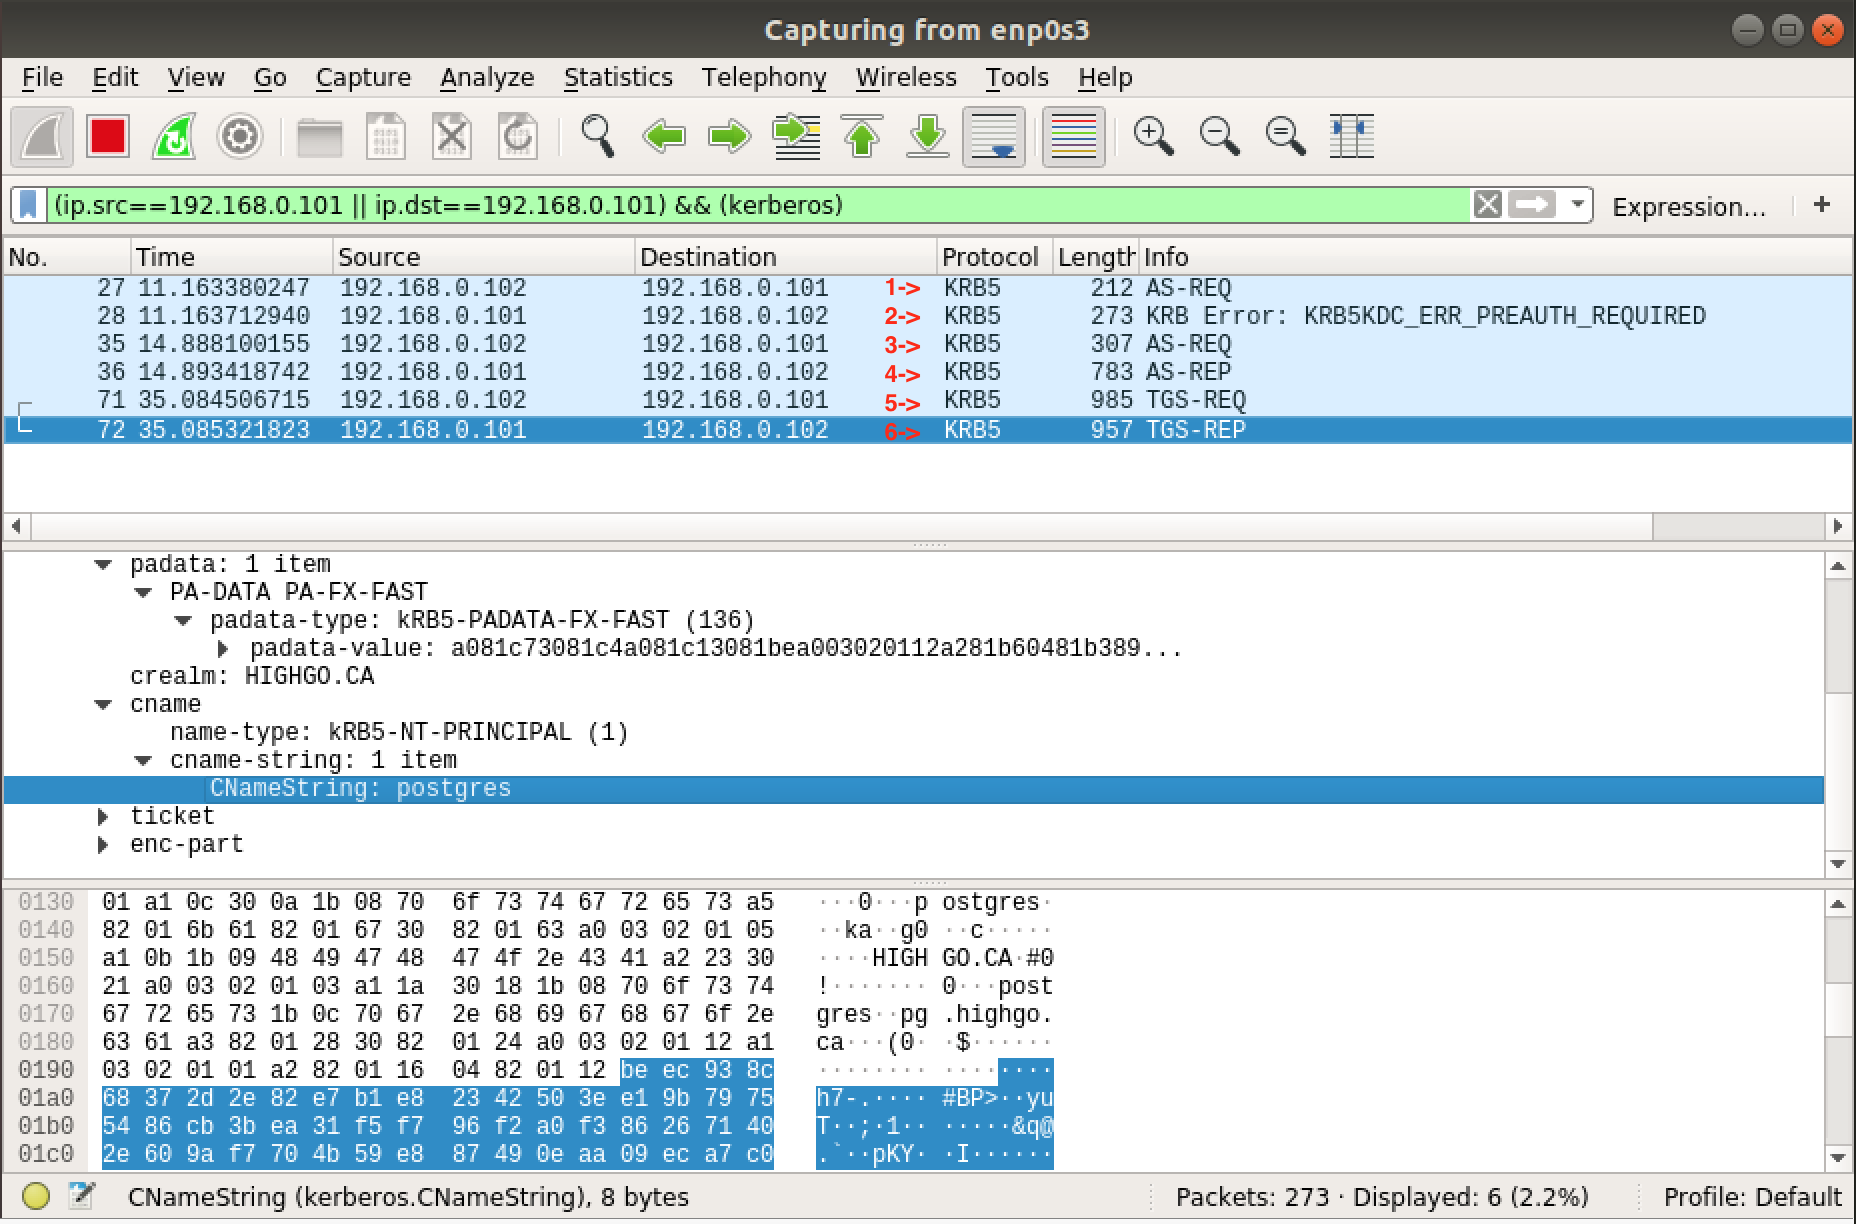 Capturing from enp0s3
File Edit View Go Capture Analyze Statistics Telephony Wireless Tools Help
(ip.src==192.168.0.101 || ip.dst==192.168.0.101) && (kerberos) Expression... +
No. Time Source Destination Protocol Length Info
27 11.163380247 192.168.0.102 192.168.0.101 1-> KRB5 212 AS-REQ
28 11.163712940 192.168.0.101 192.168.0.102 2-> KRB5 273 KRB Error: KRB5KDC_ERR_PREAUTH_REQUIRED
35 14.888100155 192.168.0.102 192.168.0.101 3-> KRB5 307 AS-REQ
36 14.893418742 192.168.0.101 192.168.0.102 4-> KRB5 783 AS-REP
71 35.084506715 192.168.0.102 192.168.0.101 5-> KRB5 985 TGS-REQ
72 35.085321823 192.168.0.101 192.168.0.102 6-> KRB5 957 TGS-REP
padata: 1 item
PA-DATA PA-FX-FAST
padata-type: kRB5-PADATA-FX-FAST (136)
padata-value: a081c73081c4a081c13081bea003020112a281b60481b389...
crealm: HIGHGO.CA
cname
name-type: kRB5-NT-PRINCIPAL (1)
cname-string: 1 item
CNameString: postgres
ticket
enc-part
0130 01 a1 0c 30 0a 1b 08 70 6f 73 74 67 72 65 73 a5 ···0···p ostgres·
0140 82 01 6b 61 82 01 67 30 82 01 63 a0 03 02 01 05 ··ka··g0 ··c·····
0150 a1 0b 1b 09 48 49 47 48 47 4f 2e 43 41 a2 23 30 ····HIGH GO.CA·#0
0160 21 a0 03 02 01 03 a1 1a 30 18 1b 08 70 6f 73 74 !······· 0···post
0170 67 72 65 73 1b 0c 70 67 2e 68 69 67 68 67 6f 2e gres··pg .highgo.
0180 63 61 a3 82 01 28 30 82 01 24 a0 03 02 01 12 a1 ca···(0· ·$······
0190 03 02 01 01 a2 82 01 16 04 82 01 12 be ec 93 8c ········ ········
01a0 68 37 2d 2e 82 e7 b1 e8 23 42 50 3e e1 9b 79 75 h7-.···· #BP>··yu
01b0 54 86 cb 3b ea 31 f5 f7 96 f2 a0 f3 86 26 71 40 T··;·1·· ·····&q@
01c0 2e 60 9a f7 70 4b 59 e8 87 49 0e aa 09 ec a7 c0 .`··pKY· ·I······
CNameString (kerberos.CNameString), 8 bytes Packets: 273 · Displayed: 6 (2.2%) Profile: Default